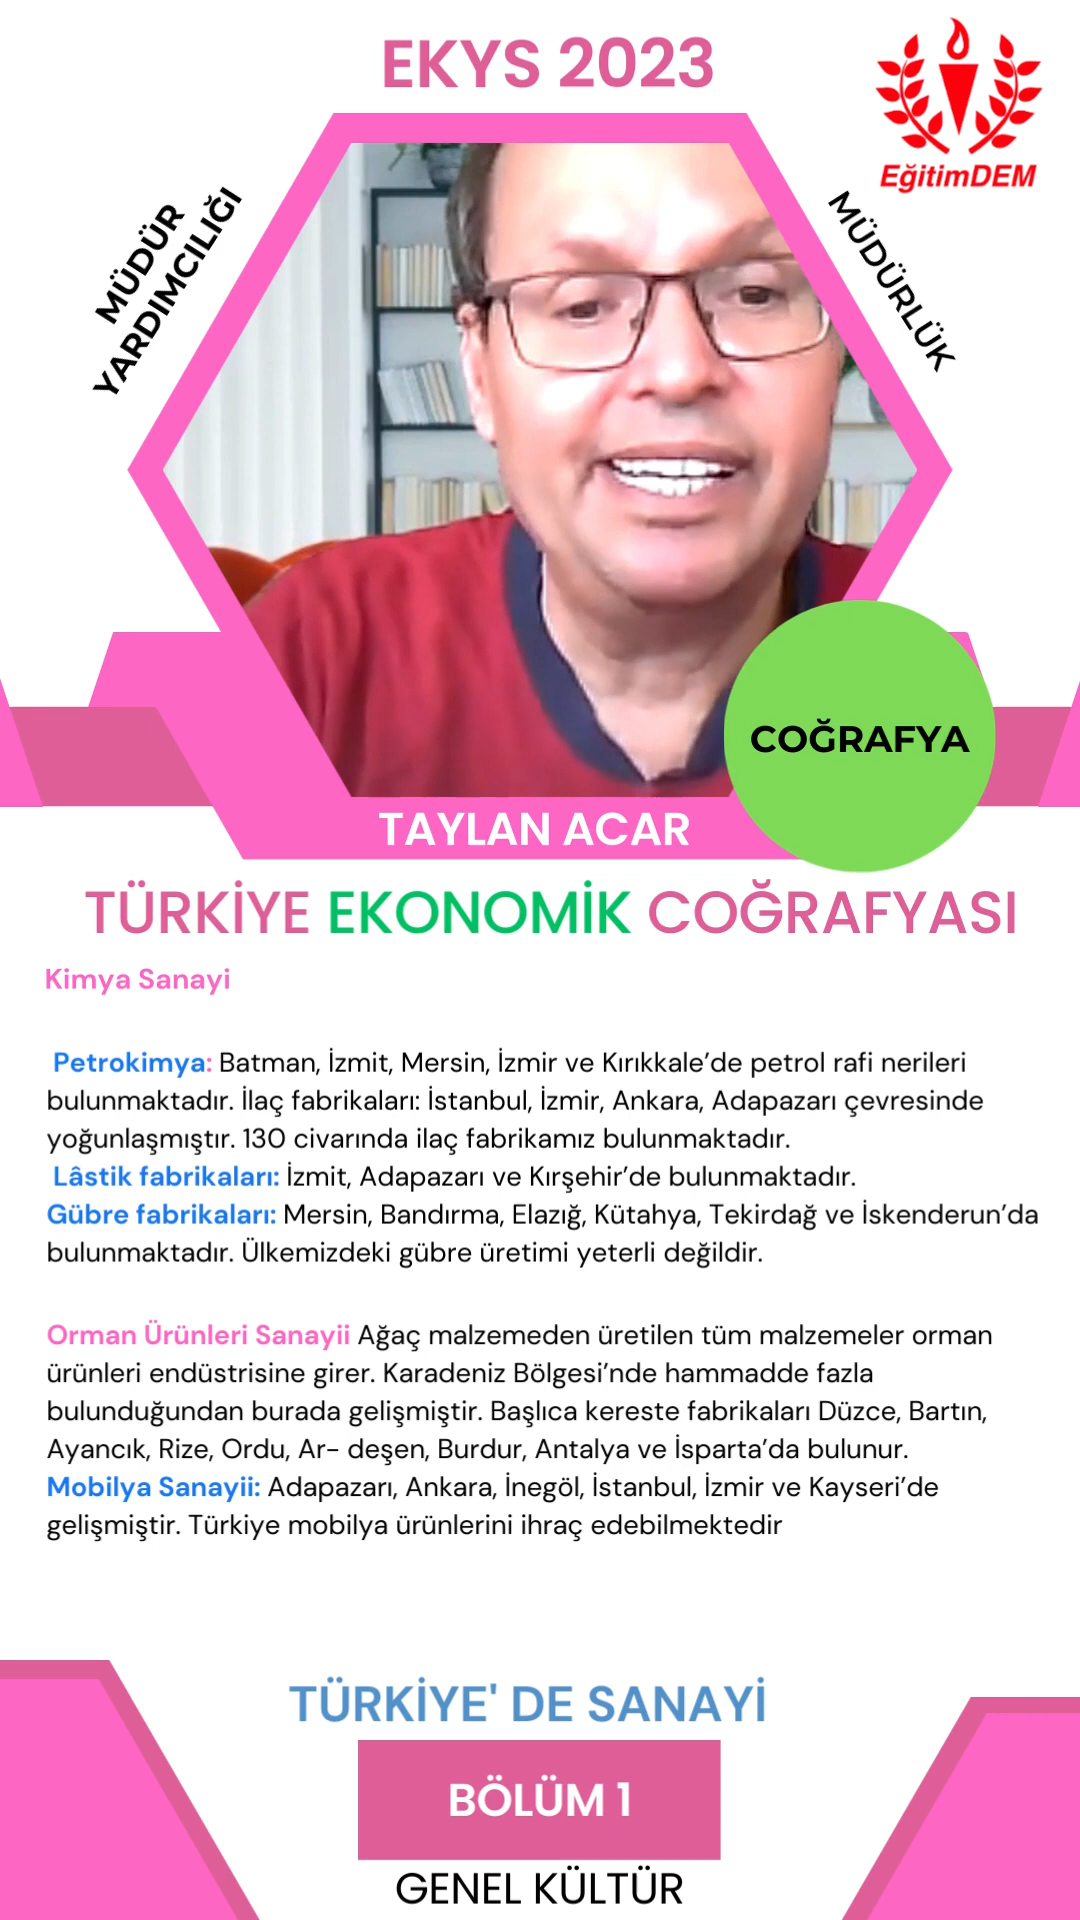 EKYS 2023
EğitimDEM
MÜDÜR
YARDIMCILIĞI
MÜDÜRLÜK
COĞRAFYA
TAYLAN ACAR
TÜRKİYE EKONOMİK COĞRAFYASI
Kimya Sanayi
Petrokimya: Batman, İzmit, Mersin, İzmir ve Kırıkkale’de petrol rafi nerileri
bulunmaktadır. İlaç fabrikaları: İstanbul, İzmir, Ankara, Adapazarı çevresinde
yoğunlaşmıştır. 130 civarında ilaç fabrikamız bulunmaktadır.
Lâstik fabrikaları: İzmit, Adapazarı ve Kırşehir’de bulunmaktadır.
Gübre fabrikaları: Mersin, Bandırma, Elazığ, Kütahya, Tekirdağ ve İskenderun’da
bulunmaktadır. Ülkemizdeki gübre üretimi yeterli değildir.
Orman Ürünleri Sanayii Ağaç malzemeden üretilen tüm malzemeler orman
ürünleri endüstrisine girer. Karadeniz Bölgesi’nde hammadde fazla
bulunduğundan burada gelişmiştir. Başlıca kereste fabrikaları Düzce, Bartın,
Ayancık, Rize, Ordu, Ar- deşen, Burdur, Antalya ve İsparta’da bulunur.
Mobilya Sanayii: Adapazarı, Ankara, İnegöl, İstanbul, İzmir ve Kayseri’de
gelişmiştir. Türkiye mobilya ürünlerini ihraç edebilmektedir
TÜRKİYE' DE SANAYİ
BÖLÜM 1
GENEL KÜLTÜR